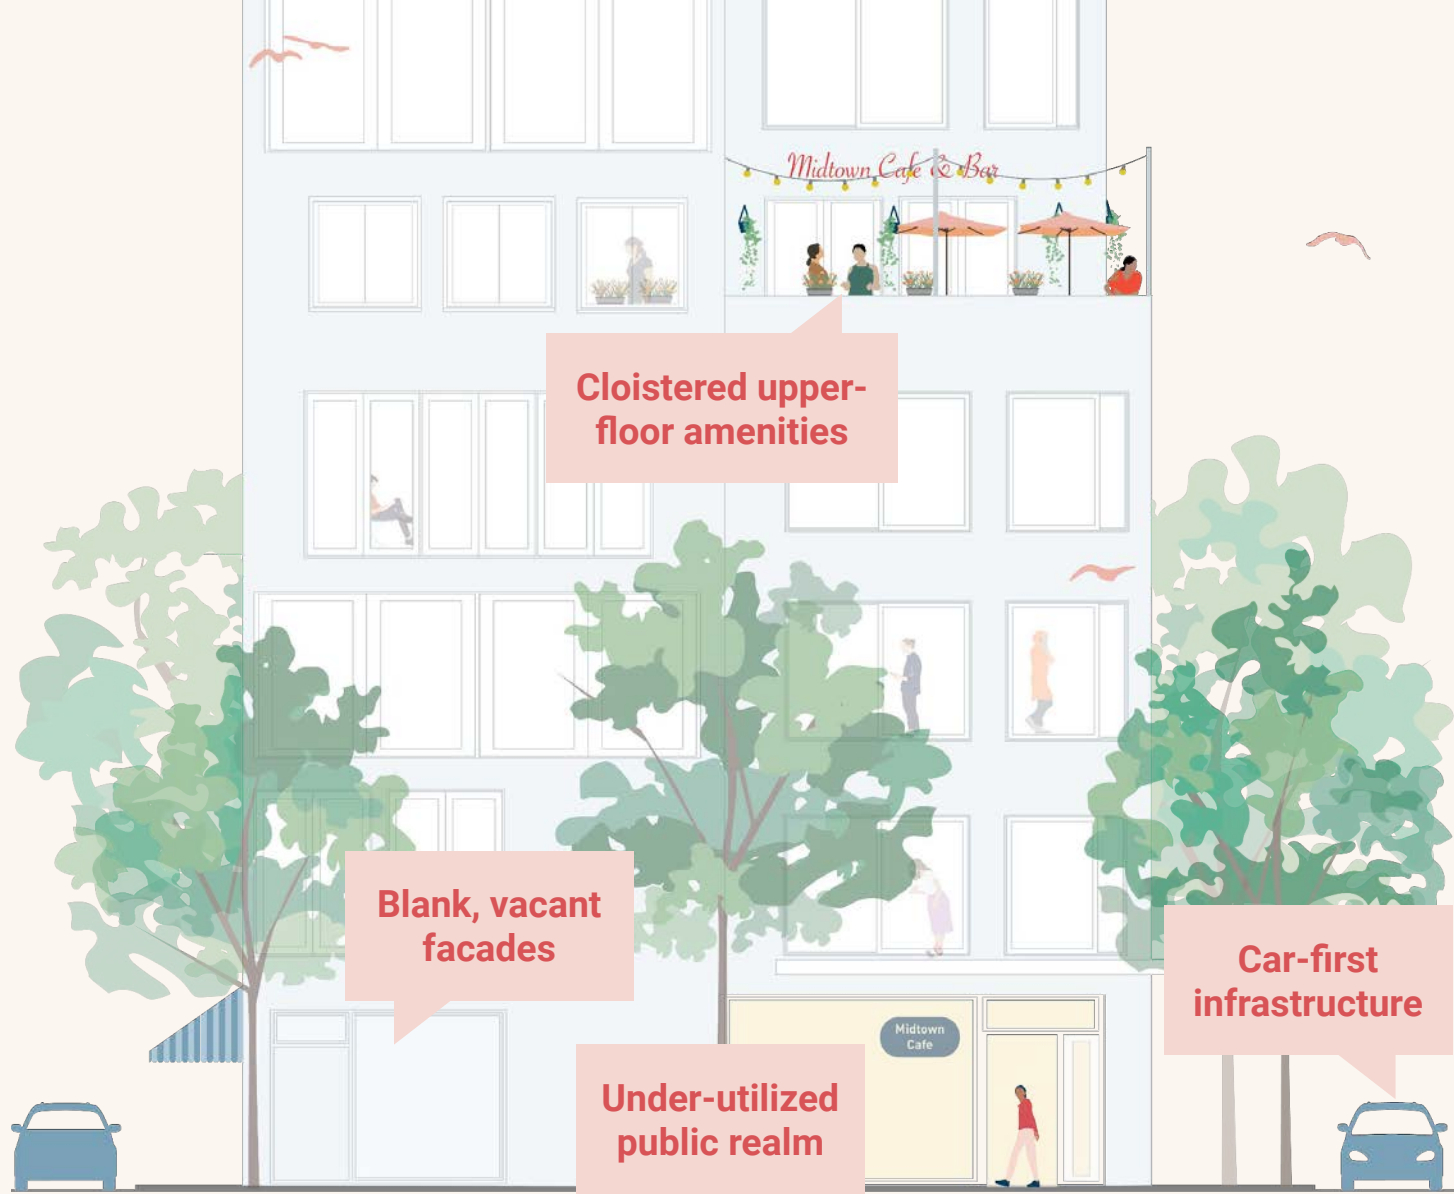 Midtown Cafe & Bar
Cloistered upper-
floor amenities
Blank, vacant
facades
Car-first
infrastructure
Midtown
Cafe
Under-utilized
public realm